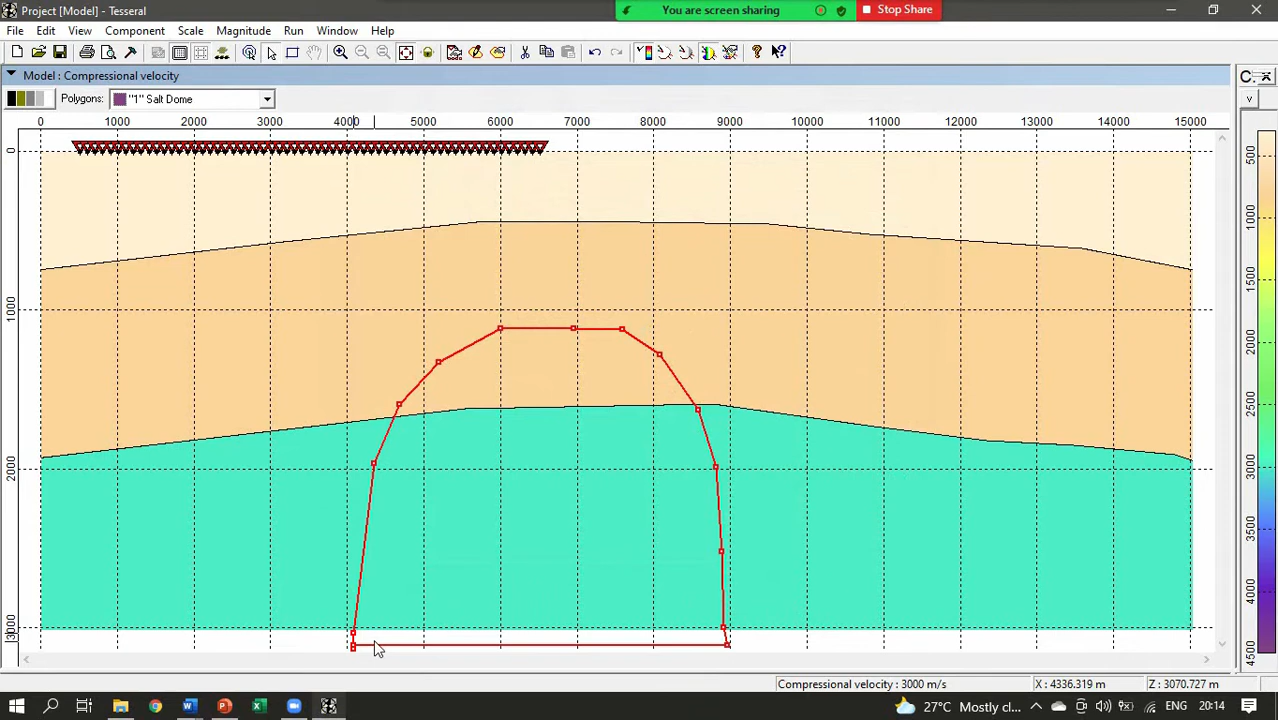 Project [Model] - Tesseral
You are screen sharing
Stop Share
File Edit View Component Scale Magnitude Run Window Help
Model : Compressional velocity
C.
Polygons: "1" Salt Dome
v
0 1000 2000 3000 4000 5000 6000 7000 8000 9000 10000 11000 12000 13000 14000 15000
0
1000
2000
3000
500
1000
1500
2000
2500
3000
3500
4000
4500
Compressional velocity : 3000 m/s X : 4336.319 m Z : 3070.727 m
27°C Mostly cl... ENG 20:14